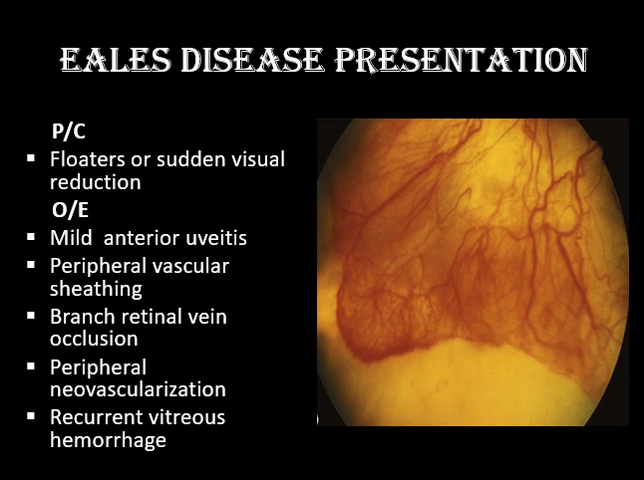 EALES DISEASE PRESENTATION
P/C
▪ Floaters or sudden visual
reduction
O/E
▪ Mild anterior uveitis
▪ Peripheral vascular
sheathing
▪ Branch retinal vein
occlusion
▪ Peripheral
neovascularization
▪ Recurrent vitreous
hemorrhage